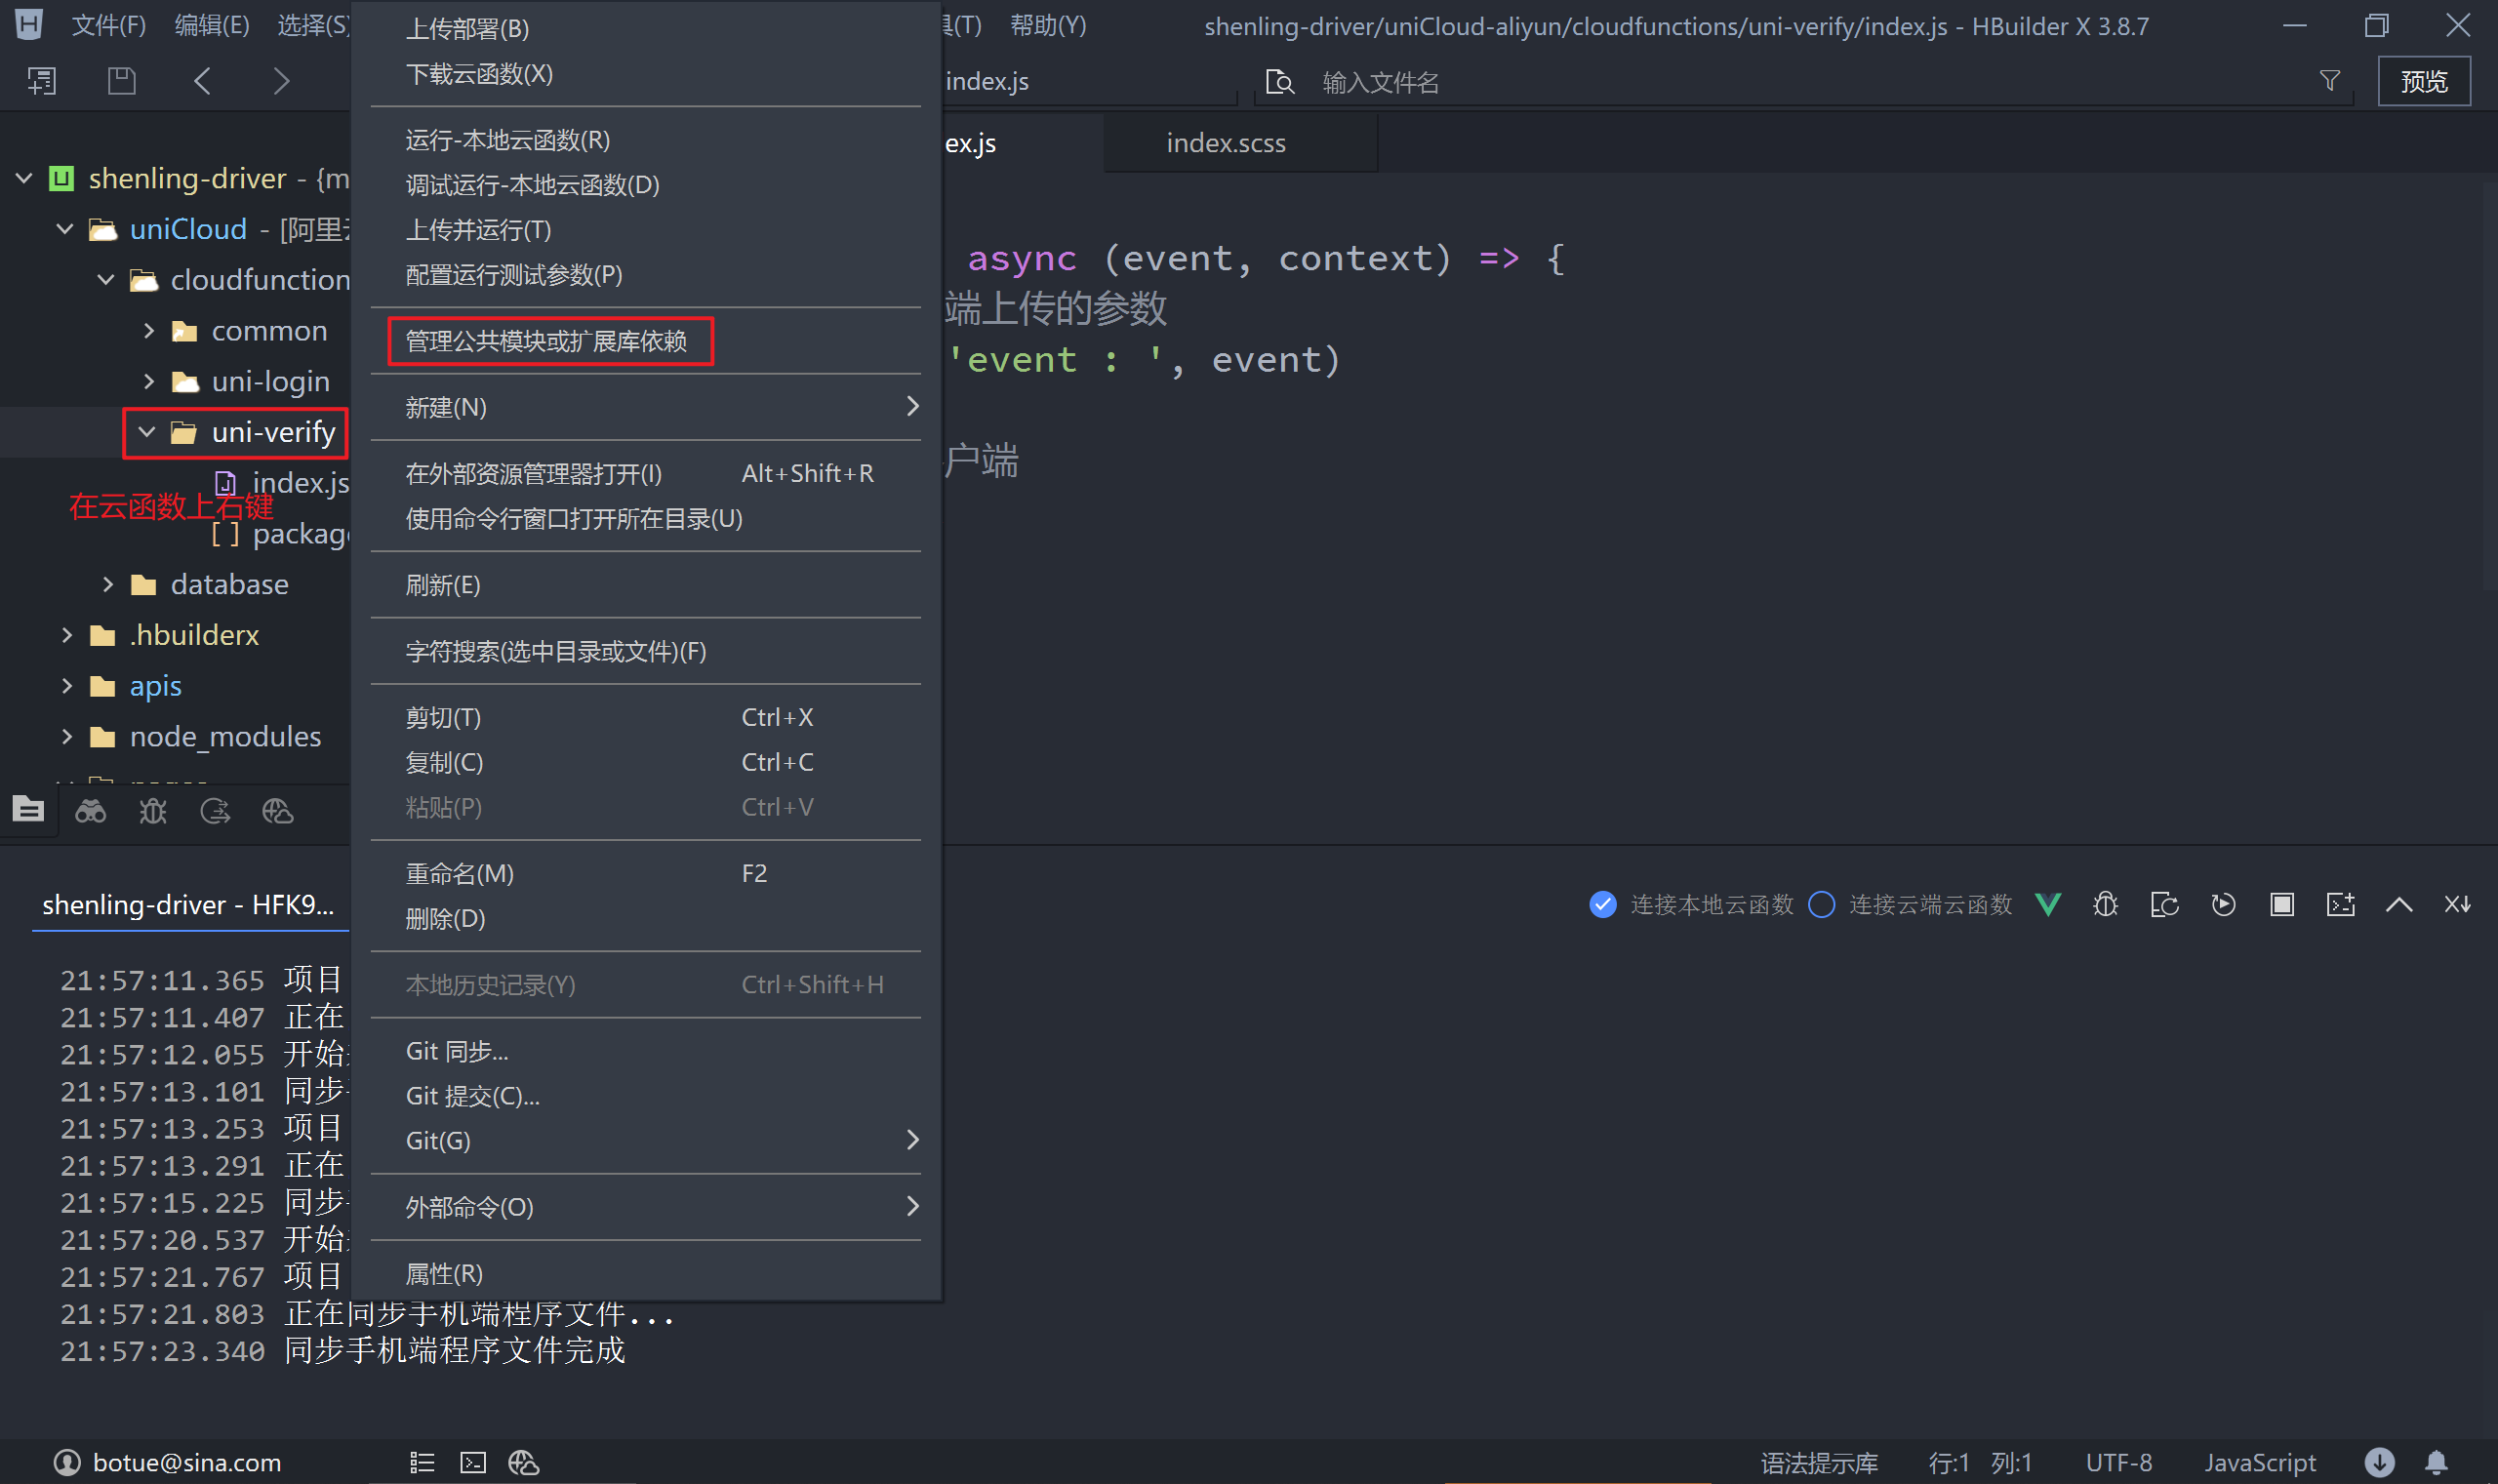 文件(F) 编辑(E) 选择(S) (T) 帮助(Y) shenling-driver/uniCloud-aliyun/cloudfunctions/uni-verify/index.js - HBuilder X 3.8.7
index.js 输入文件名 预览
ex.js index.scss
shenling-driver - {m
uniCloud - [阿里
cloudfunction
common
uni-login
uni-verify
index.js
在云函数上右键
package
database
.hbuilderx
apis
node_modules
上传部署(B)
下载云函数(X)
运行-本地云函数(R)
调试运行-本地云函数(D)
上传并运行(T)
配置运行测试参数(P)
管理公共模块或扩展库依赖
新建(N)
在外部资源管理器打开(I) Alt+Shift+R
使用命令行窗口打开所在目录(U)
刷新(E)
字符搜索(选中目录或文件)(F)
剪切(T) Ctrl+X
复制(C) Ctrl+C
粘贴(P) Ctrl+V
重命名(M) F2
删除(D)
本地历史记录(Y) Ctrl+Shift+H
Git 同步...
Git 提交(C)...
Git(G)
外部命令(O)
属性(R)
async (event, context) => {
端上传的参数
'event : ', event)
户端
shenling-driver - HFK9...
连接本地云函数 连接云端云函数
21:57:11.365 项目
21:57:11.407 正在
21:57:12.055 开始
21:57:13.101 同步
21:57:13.253 项目
21:57:13.291 正在
21:57:15.225 同步
21:57:20.537 开始
21:57:21.767 项目
21:57:21.803 正在同步手机端程序文件...
21:57:23.340 同步手机端程序文件完成
botue@sina.com 语法提示库 行:1 列:1 UTF-8 JavaScript